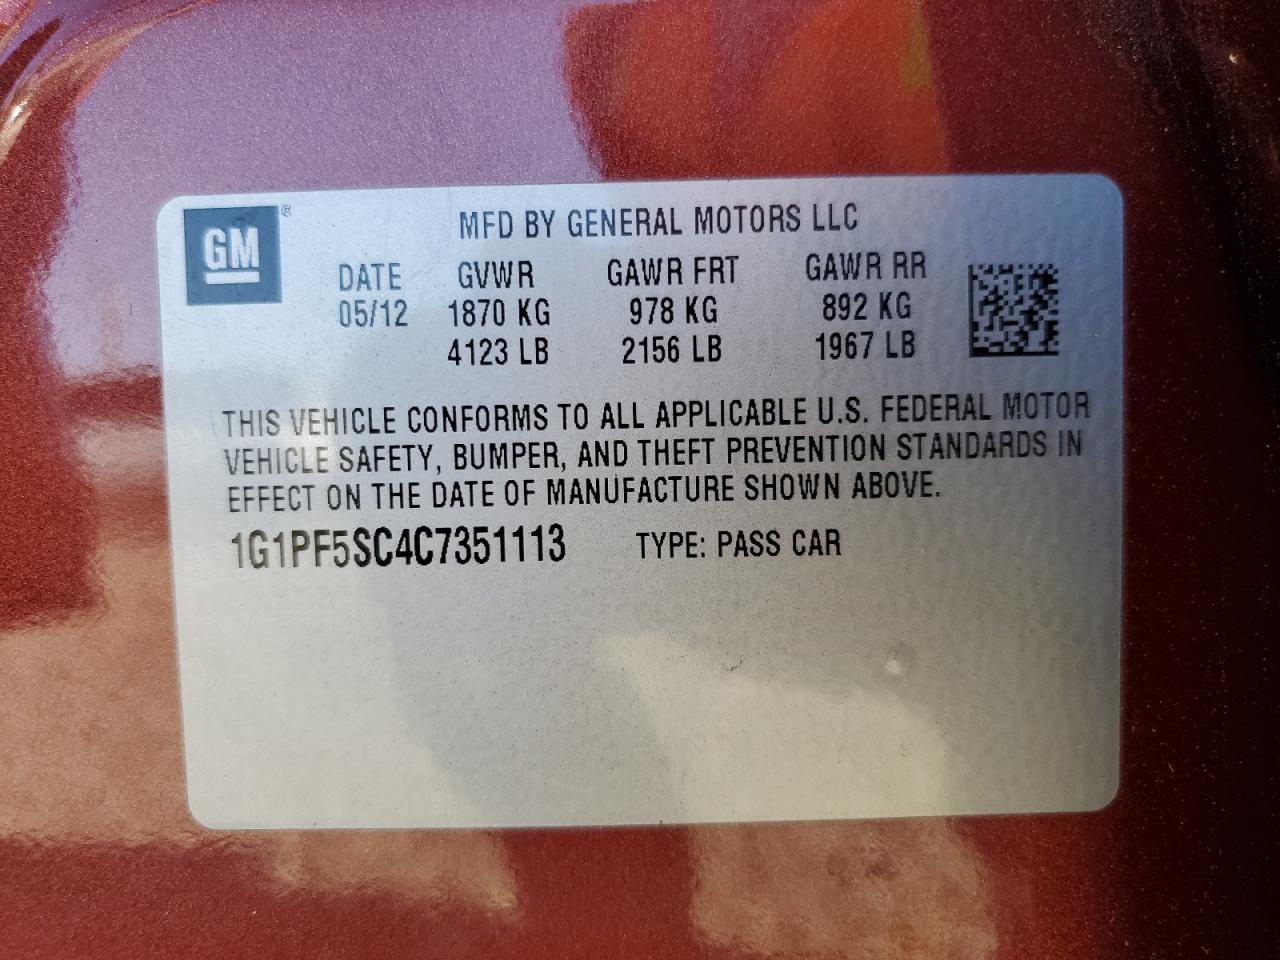 GM ®
MFD BY GENERAL MOTORS LLC
DATE GVWR GAWR FRT GAWR RR
05/12 1870 KG 978 KG 892 KG
4123 LB 2156 LB 1967 LB
THIS VEHICLE CONFORMS TO ALL APPLICABLE U.S. FEDERAL MOTOR
VEHICLE SAFETY, BUMPER, AND THEFT PREVENTION STANDARDS IN
EFFECT ON THE DATE OF MANUFACTURE SHOWN ABOVE.
1G1PF5SC4C7351113 TYPE: PASS CAR